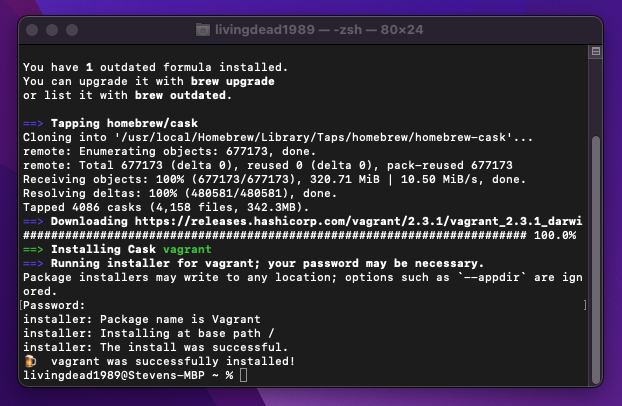 livingdead1989 — -zsh — 80×24
You have 1 outdated formula installed.
You can upgrade it with brew upgrade
or list it with brew outdated.
==> Tapping homebrew/cask
Cloning into '/usr/local/Homebrew/Library/Taps/homebrew/homebrew-cask'...
remote: Enumerating objects: 677173, done.
remote: Total 677173 (delta 0), reused 0 (delta 0), pack-reused 677173
Receiving objects: 100% (677173/677173), 320.71 MiB | 10.50 MiB/s, done.
Resolving deltas: 100% (480581/480581), done.
Tapped 4086 casks (4,158 files, 342.3MB).
==> Downloading https://releases.hashicorp.com/vagrant/2.3.1/vagrant_2.3.1_darwi
######################################################################## 100.0%
==> Installing Cask vagrant
==> Running installer for vagrant; your password may be necessary.
Package installers may write to any location; options such as `--appdir` are ign
ored.
[Password: ]
installer: Package name is Vagrant
installer: Installing at base path /
installer: The install was successful.
🍺 vagrant was successfully installed!
livingdead1989@Stevens-MBP ~ %